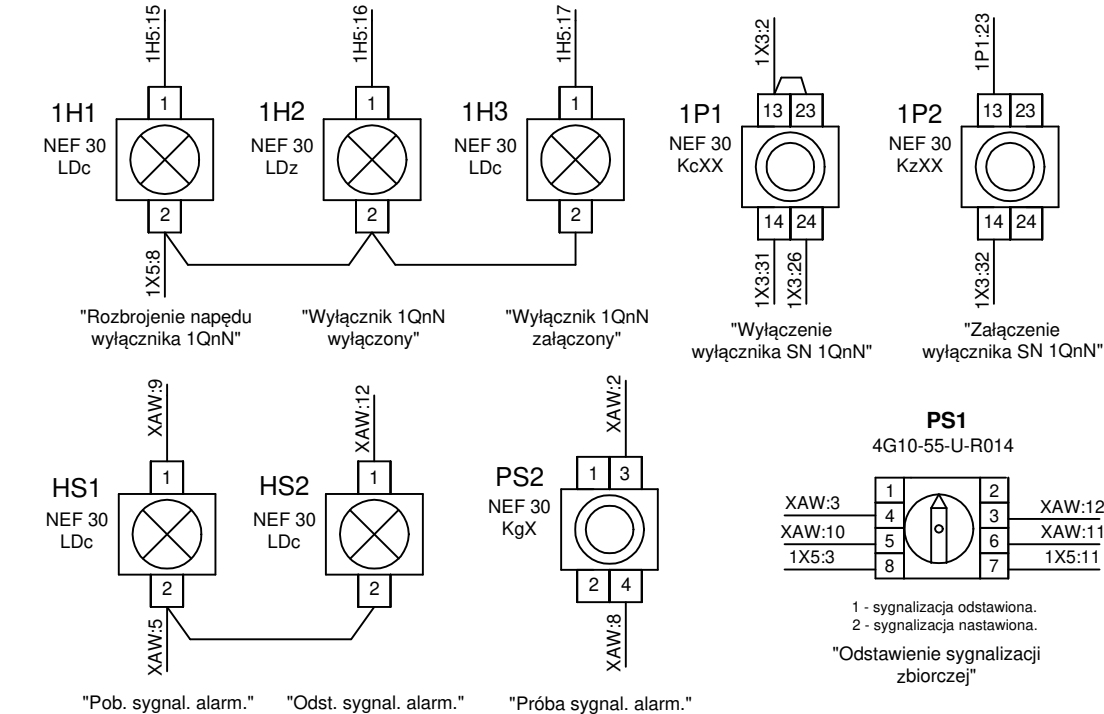 1H5:15
1H5:16
1H5:17
1X3:2
1P1:23
1H1
NEF 30
LDc
1
2
1X5:8
"Rozbrojenie napędu
wyłącznika 1QnN"
1H2
NEF 30
LDz
1
2
"Wyłącznik 1QnN
wyłączony"
1H3
NEF 30
LDc
1
2
"Wyłącznik 1QnN
załączony"
1P1
NEF 30
KcXX
13 23
14 24
1X3:31
1X3:26
"Wyłączenie
wyłącznika SN 1QnN"
1P2
NEF 30
KzXX
13 23
14 24
1X3:32
"Załączenie
wyłącznika SN 1QnN"
XAW:9
HS1
NEF 30
LDc
1
2
XAW:5
"Pob. sygnal. alarm."
XAW:12
HS2
NEF 30
LDc
1
2
"Odst. sygnal. alarm."
XAW:2
PS2
NEF 30
KgX
1 3
2 4
XAW:8
"Próba sygnal. alarm."
PS1
4G10-55-U-R014
1 2
XAW:3 4 3 XAW:12
XAW:10 5 6 XAW:11
1X5:3 8 7 1X5:11
1 - sygnalizacja odstawiona.
2 - sygnalizacja nastawiona.
"Odstawienie sygnalizacji
zbiorczej"